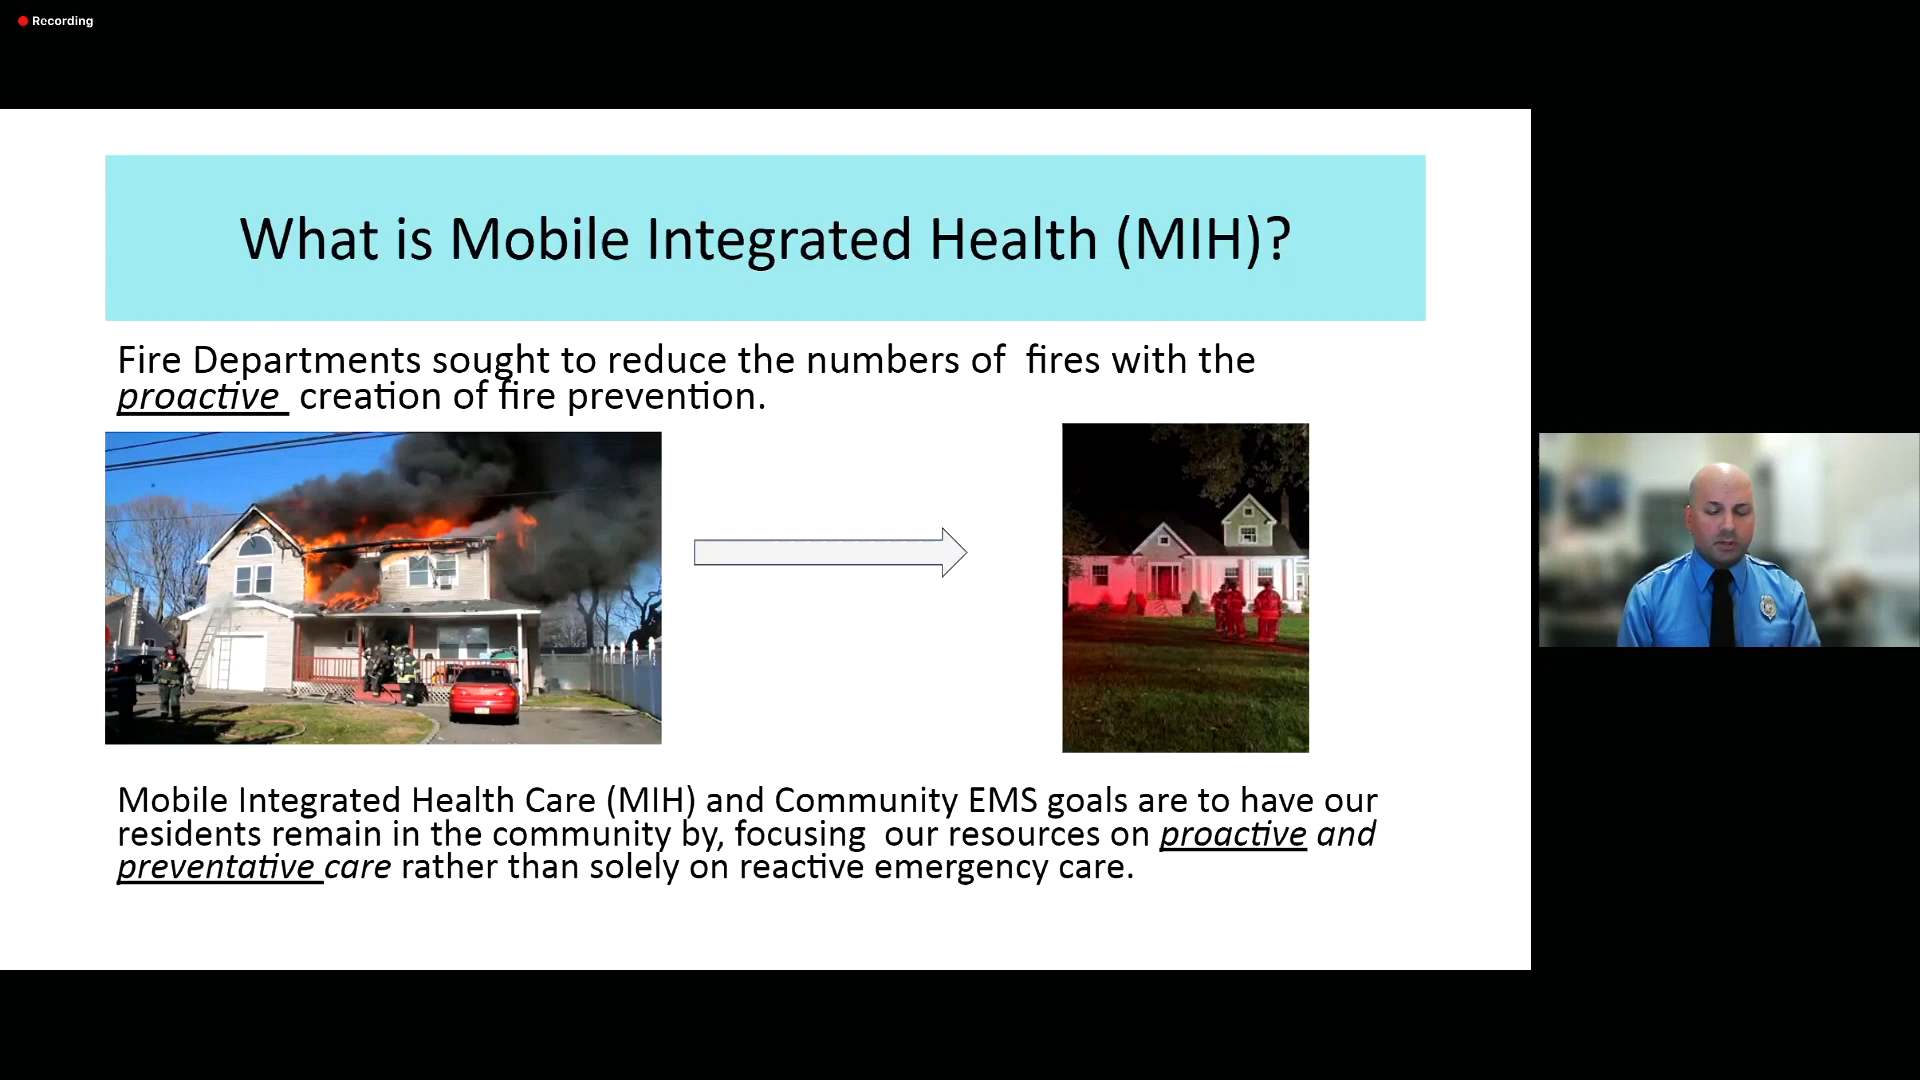 Recording
What is Mobile Integrated Health (MIH)?
Fire Departments sought to reduce the numbers of fires with the
proactive creation of fire prevention.
Mobile Integrated Health Care (MIH) and Community EMS goals are to have our
residents remain in the community by, focusing our resources on proactive and
preventative care rather than solely on reactive emergency care.